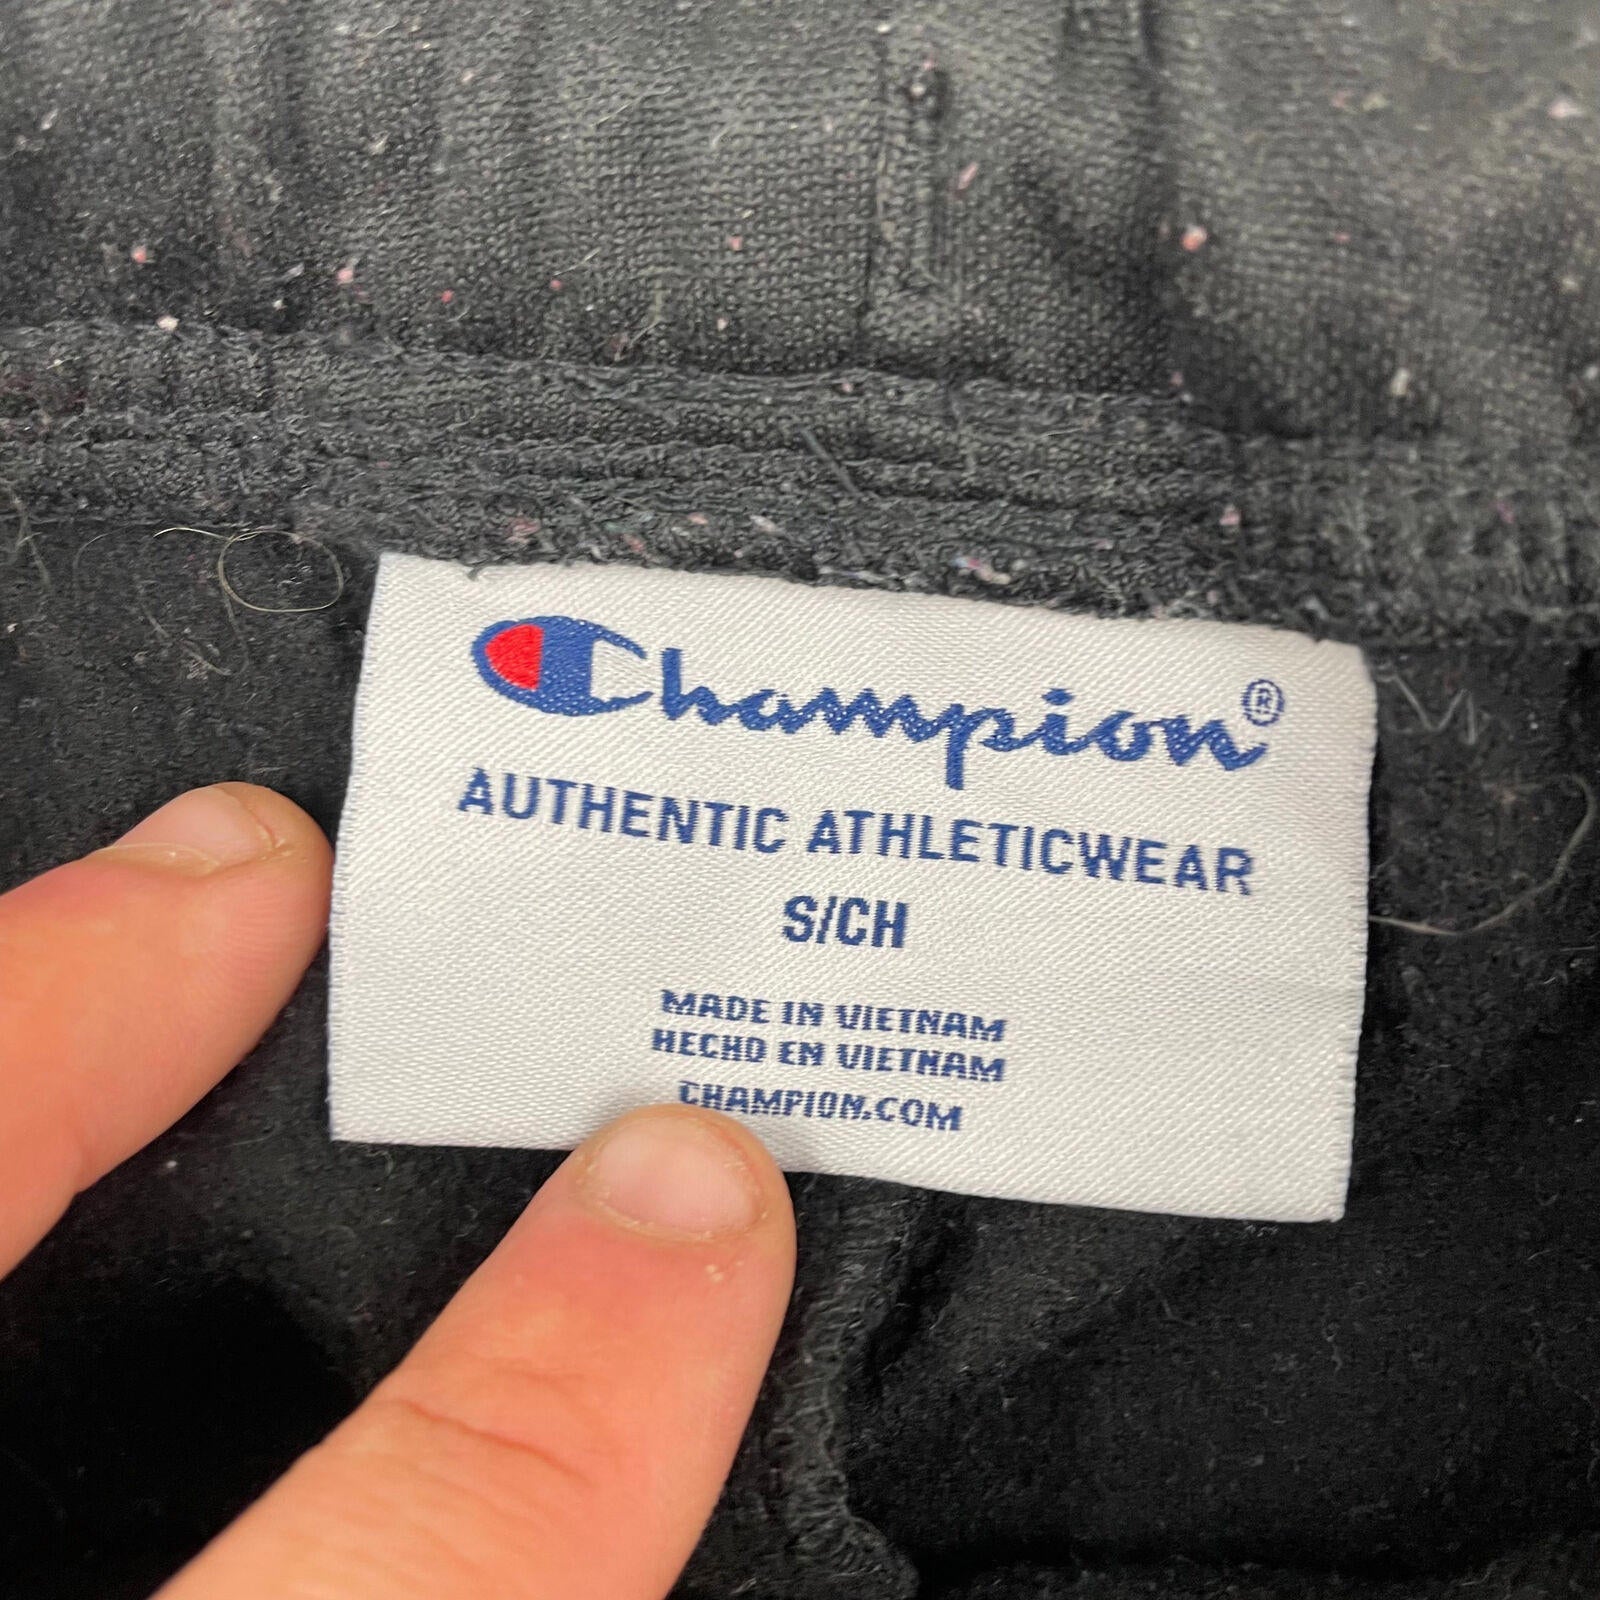 Champion®
AUTHENTIC ATHLETICWEAR
S/CH
MADE IN VIETNAM
HECHO EN VIETNAM
CHAMPION.COM